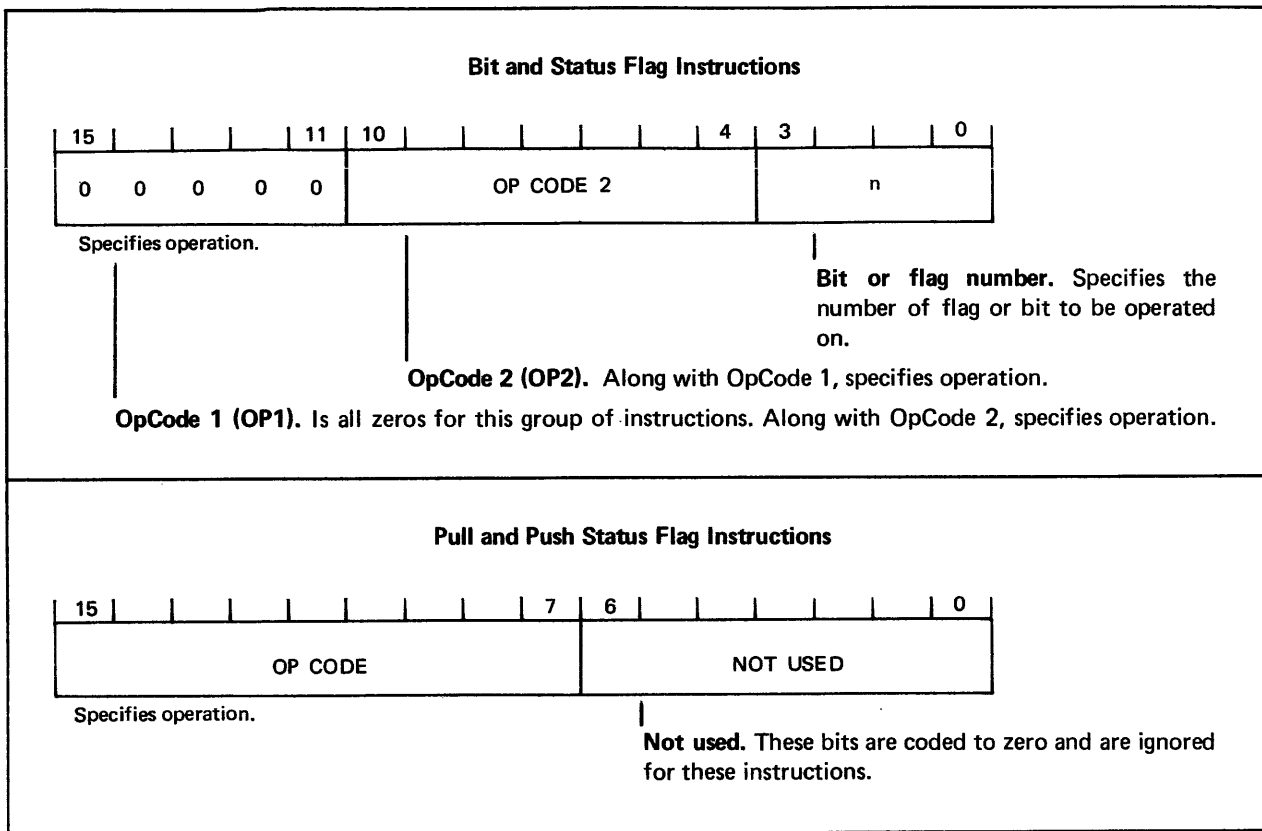 Bit and Status Flag Instructions
15 11 10 4 3 0
0 0 0 0 0 OP CODE 2 n
Specifies operation.
Bit or flag number. Specifies the
number of flag or bit to be operated
on.
OpCode 2 (OP2). Along with OpCode 1, specifies operation.
OpCode 1 (OP1). Is all zeros for this group of instructions. Along with OpCode 2, specifies operation.
Pull and Push Status Flag Instructions
15 7 6 0
OP CODE NOT USED
Specifies operation.
Not used. These bits are coded to zero and are ignored
for these instructions.